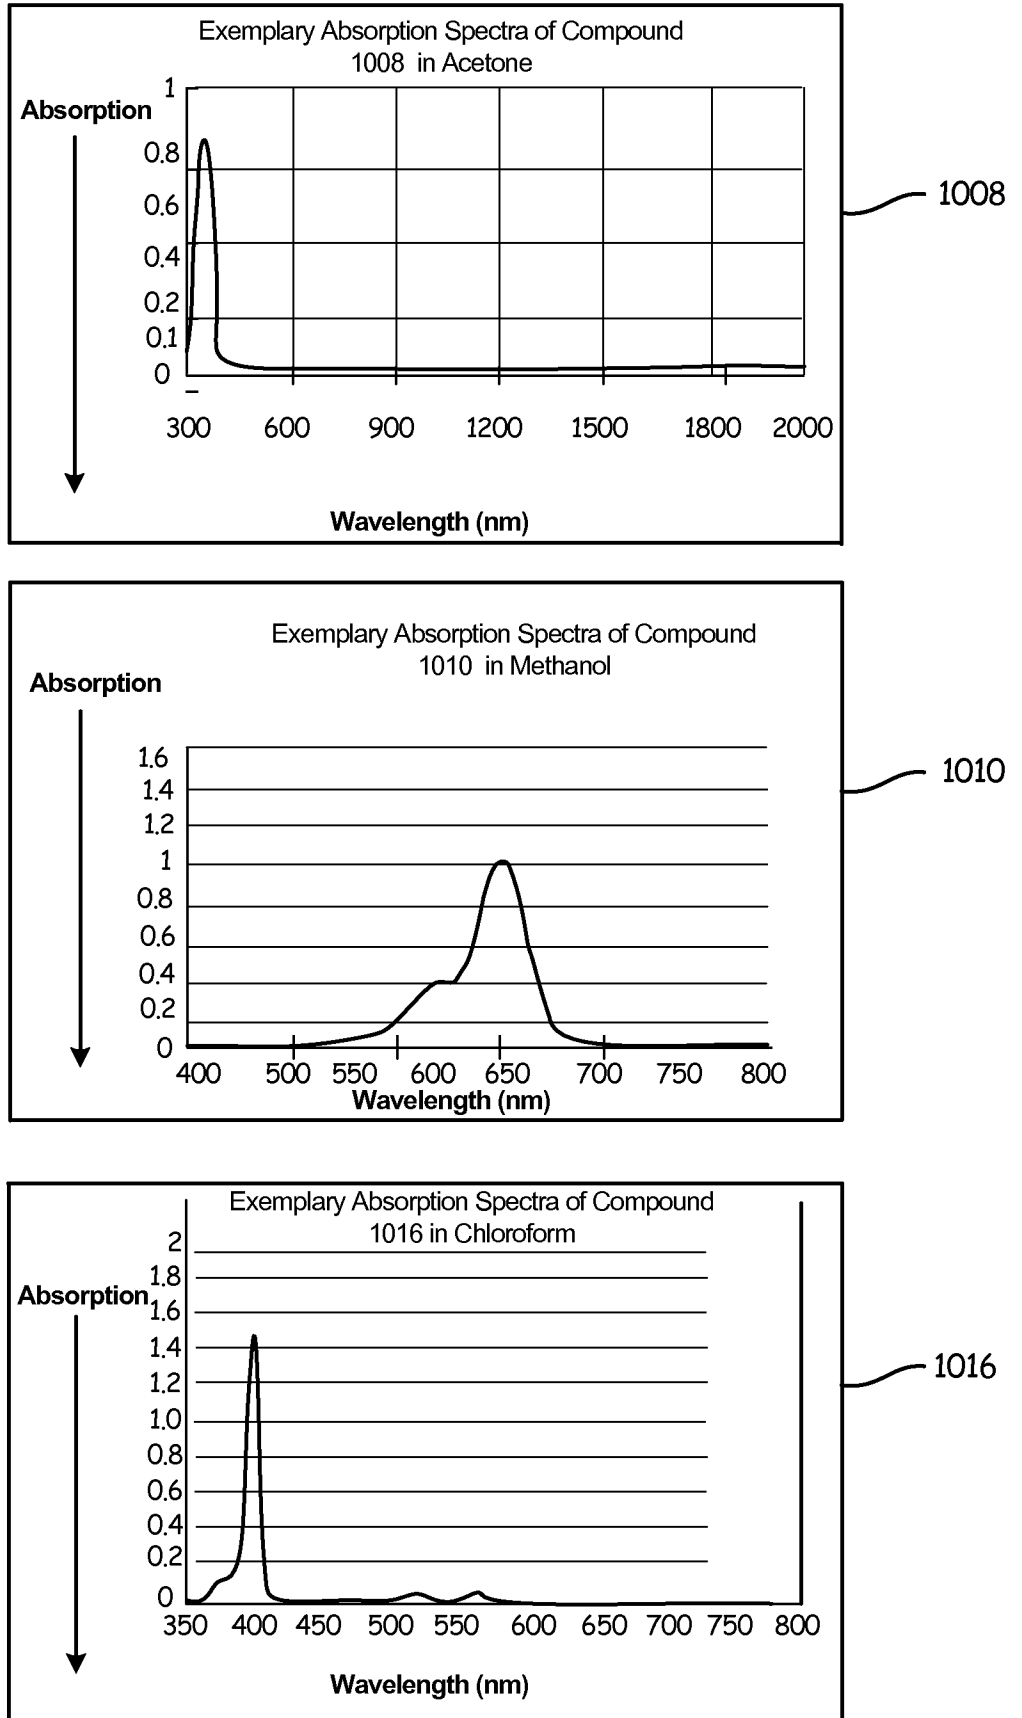 Exemplary Absorption Spectra of Compound
1008 in Acetone
Absorption
1
0.8
0.6
0.4
0.2
0.1
0
300 600 900 1200 1500 1800 2000
Wavelength (nm)
1008
Exemplary Absorption Spectra of Compound
1010 in Methanol
Absorption
1.6
1.4
1.2
1
0.8
0.6
0.4
0.2
0
400 500 550 600 650 700 750 800
Wavelength (nm)
1010
Exemplary Absorption Spectra of Compound
1016 in Chloroform
Absorption
2
1.8
1.6
1.4
1.2
1.0
0.8
0.6
0.4
0.2
0
350 400 450 500 550 600 650 700 750 800
Wavelength (nm)
1016